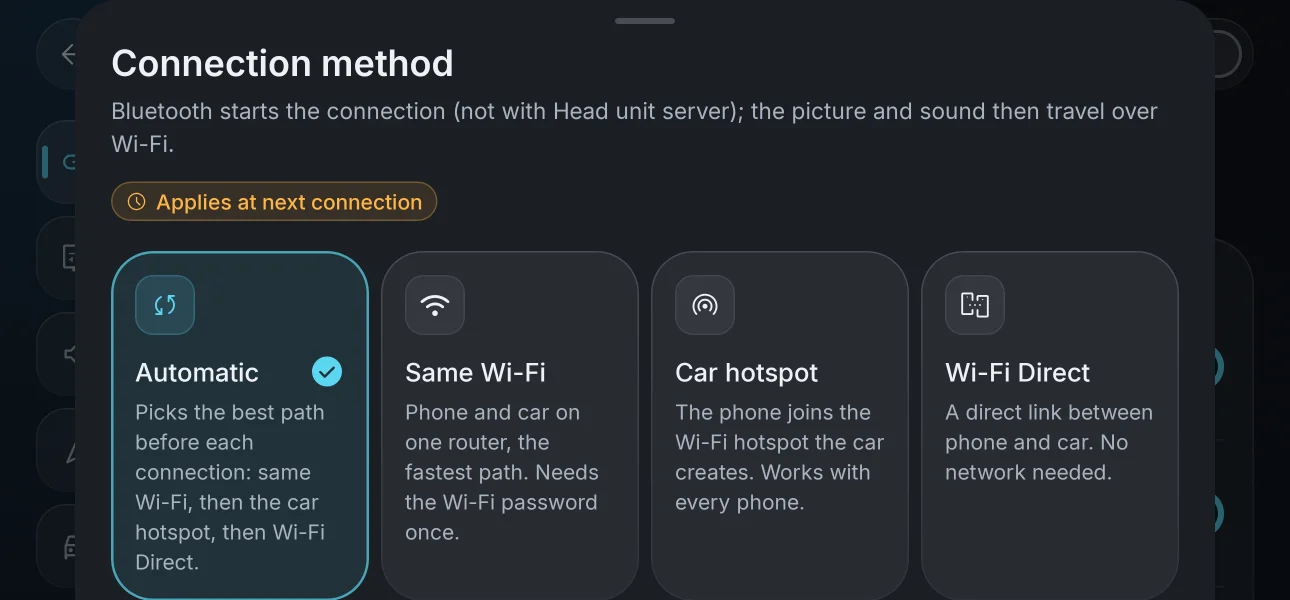 Connection method
Bluetooth starts the connection (not with Head unit server); the picture and sound then travel over
Wi-Fi.
Applies at next connection
Automatic
Picks the best path
before each
connection: same
Wi-Fi, then the car
hotspot, then Wi-Fi
Direct.
Same Wi-Fi
Phone and car on
one router, the
fastest path. Needs
the Wi-Fi password
once.
Car hotspot
The phone joins the
Wi-Fi hotspot the car
creates. Works with
every phone.
Wi-Fi Direct
A direct link between
phone and car. No
network needed.